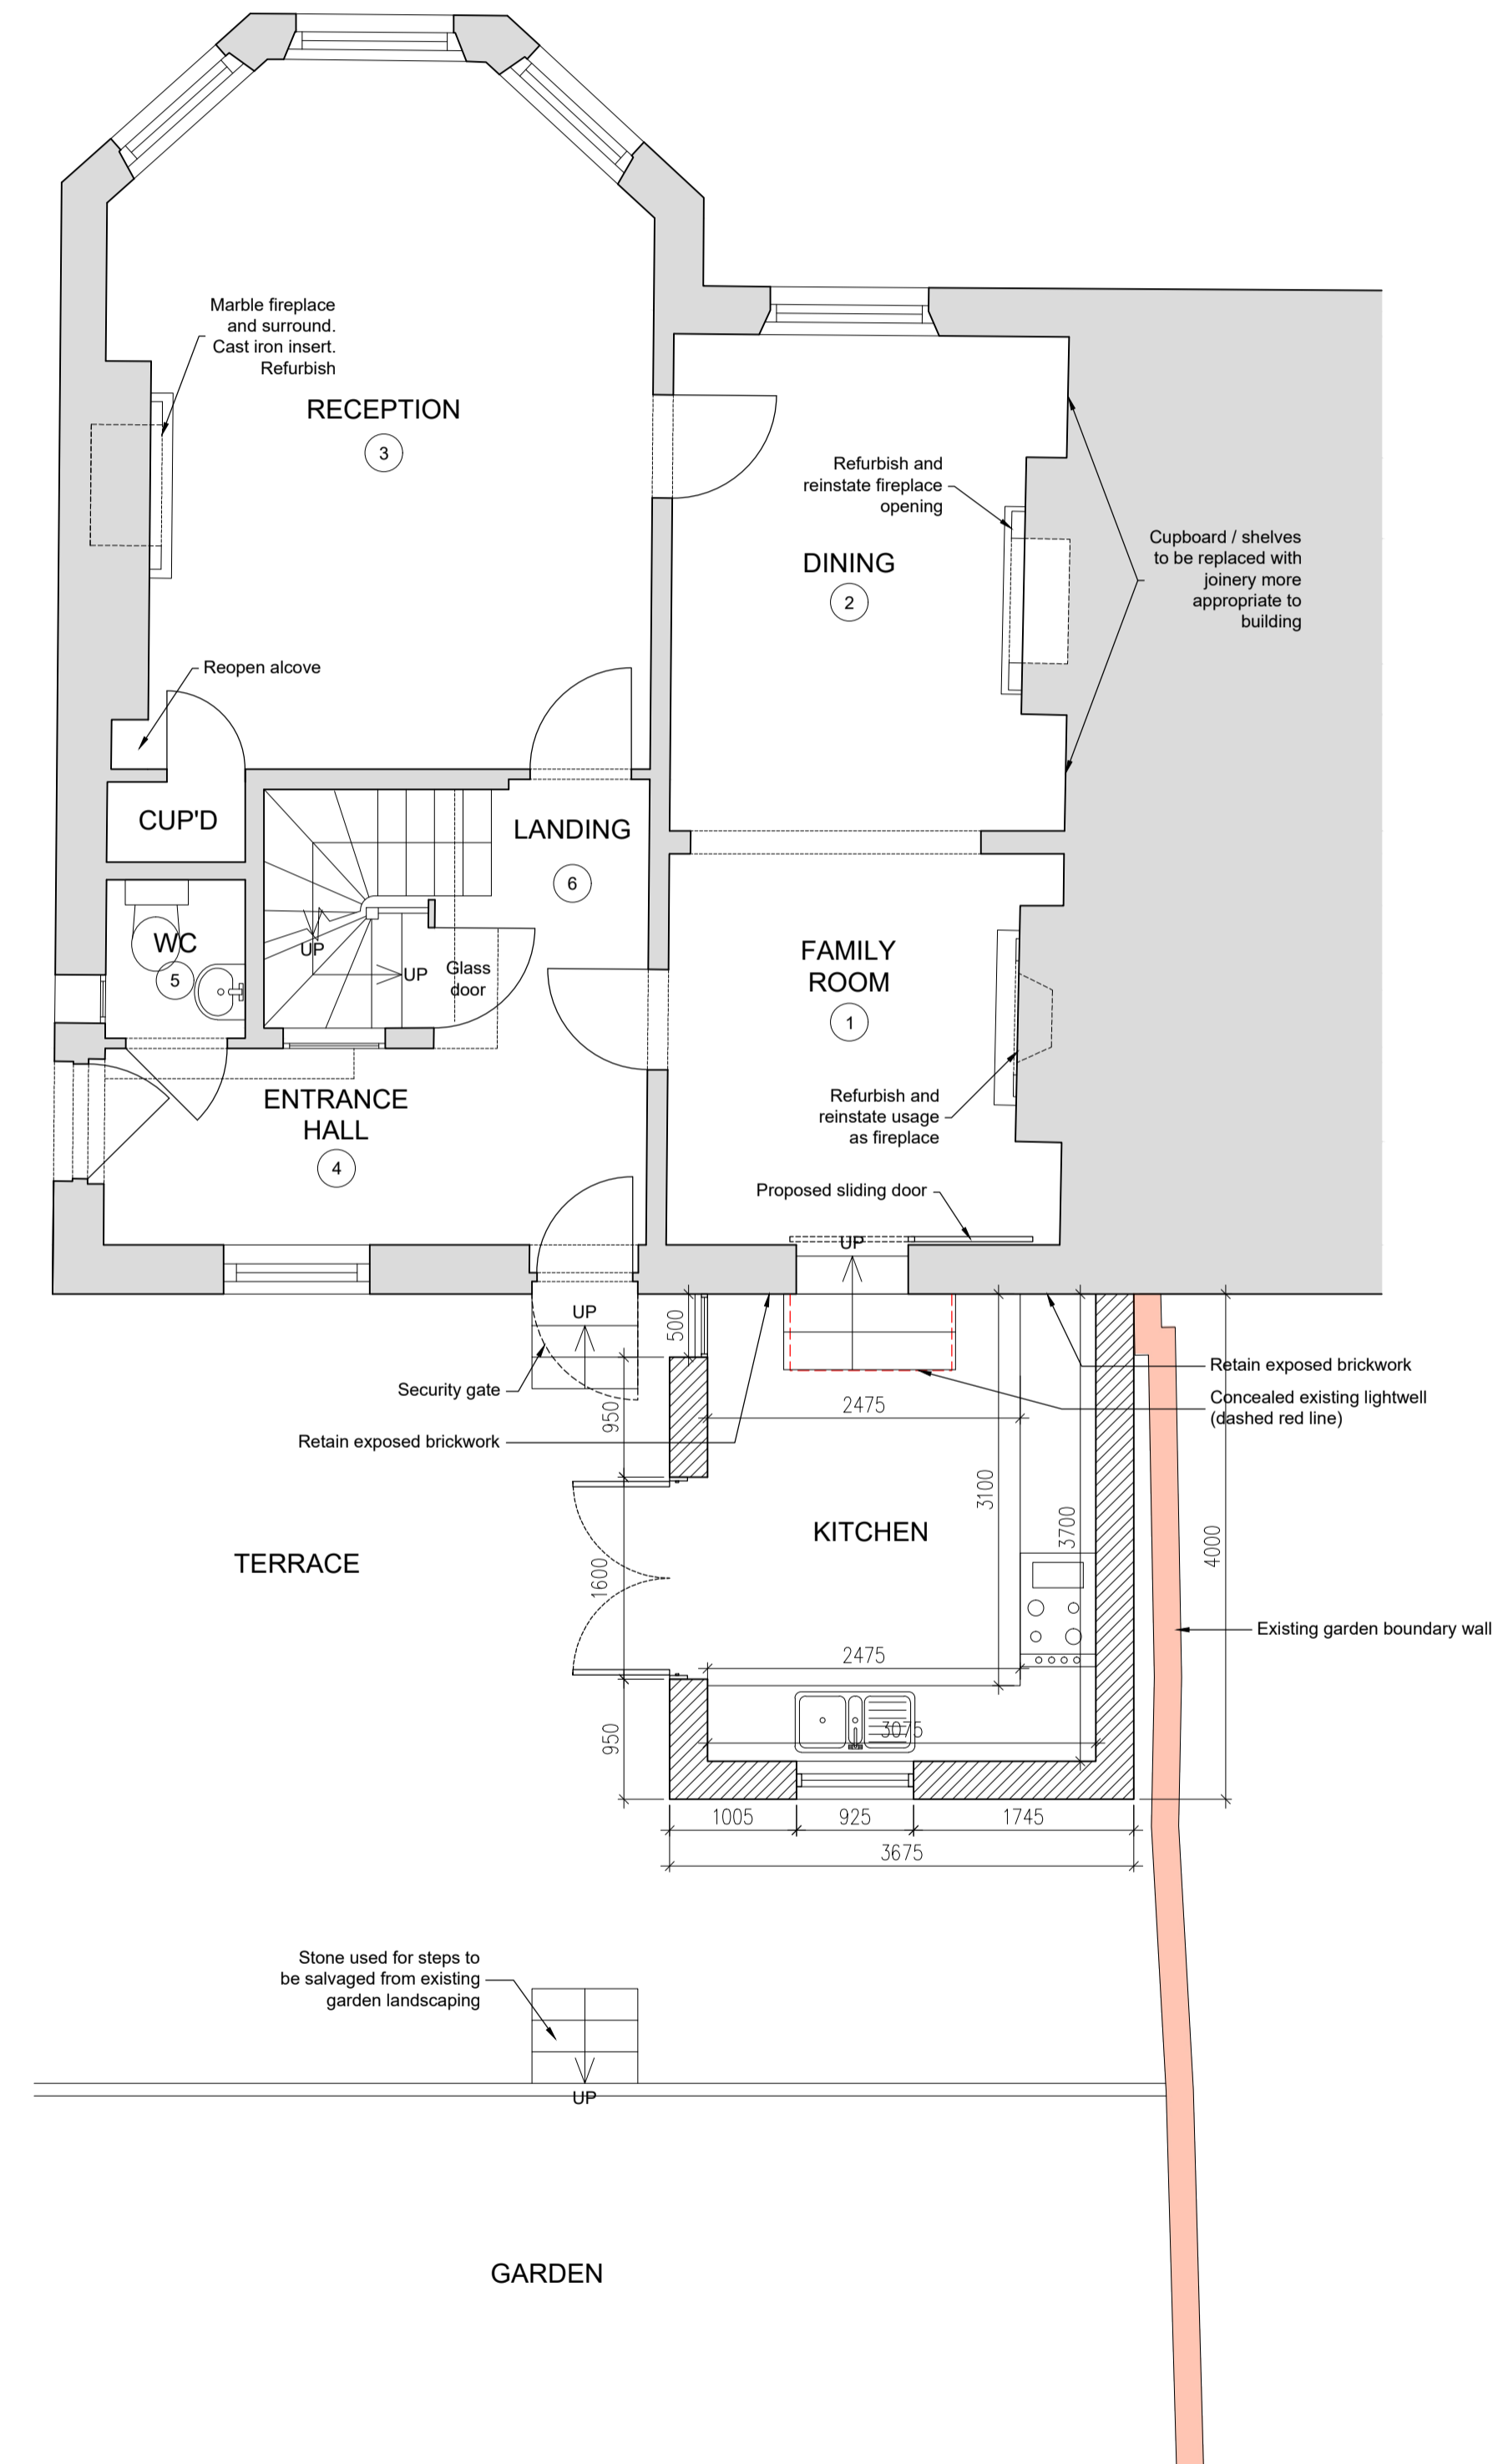 Marble fireplace
and surround.
Cast iron insert.
Refurbish
RECEPTION
3
Refurbish and
reinstate fireplace
opening
DINING
2
Cupboard / shelves
to be replaced with
joinery more
appropriate to
building
Reopen alcove
CUP'D
LANDING
6
WC
5
UP
UP
Glass
door
FAMILY
ROOM
1
ENTRANCE
HALL
4
Refurbish and
reinstate usage
as fireplace
Proposed sliding door
UP
UP
500
Security gate
950
Retain exposed brickwork
2475
Retain exposed brickwork
Concealed existing lightwell
(dashed red line)
3100
3700
4000
KITCHEN
TERRACE
1600
Existing garden boundary wall
2475
950
3075
1005
925
1745
3675
Stone used for steps to
be salvaged from existing
garden landscaping
UP
GARDEN